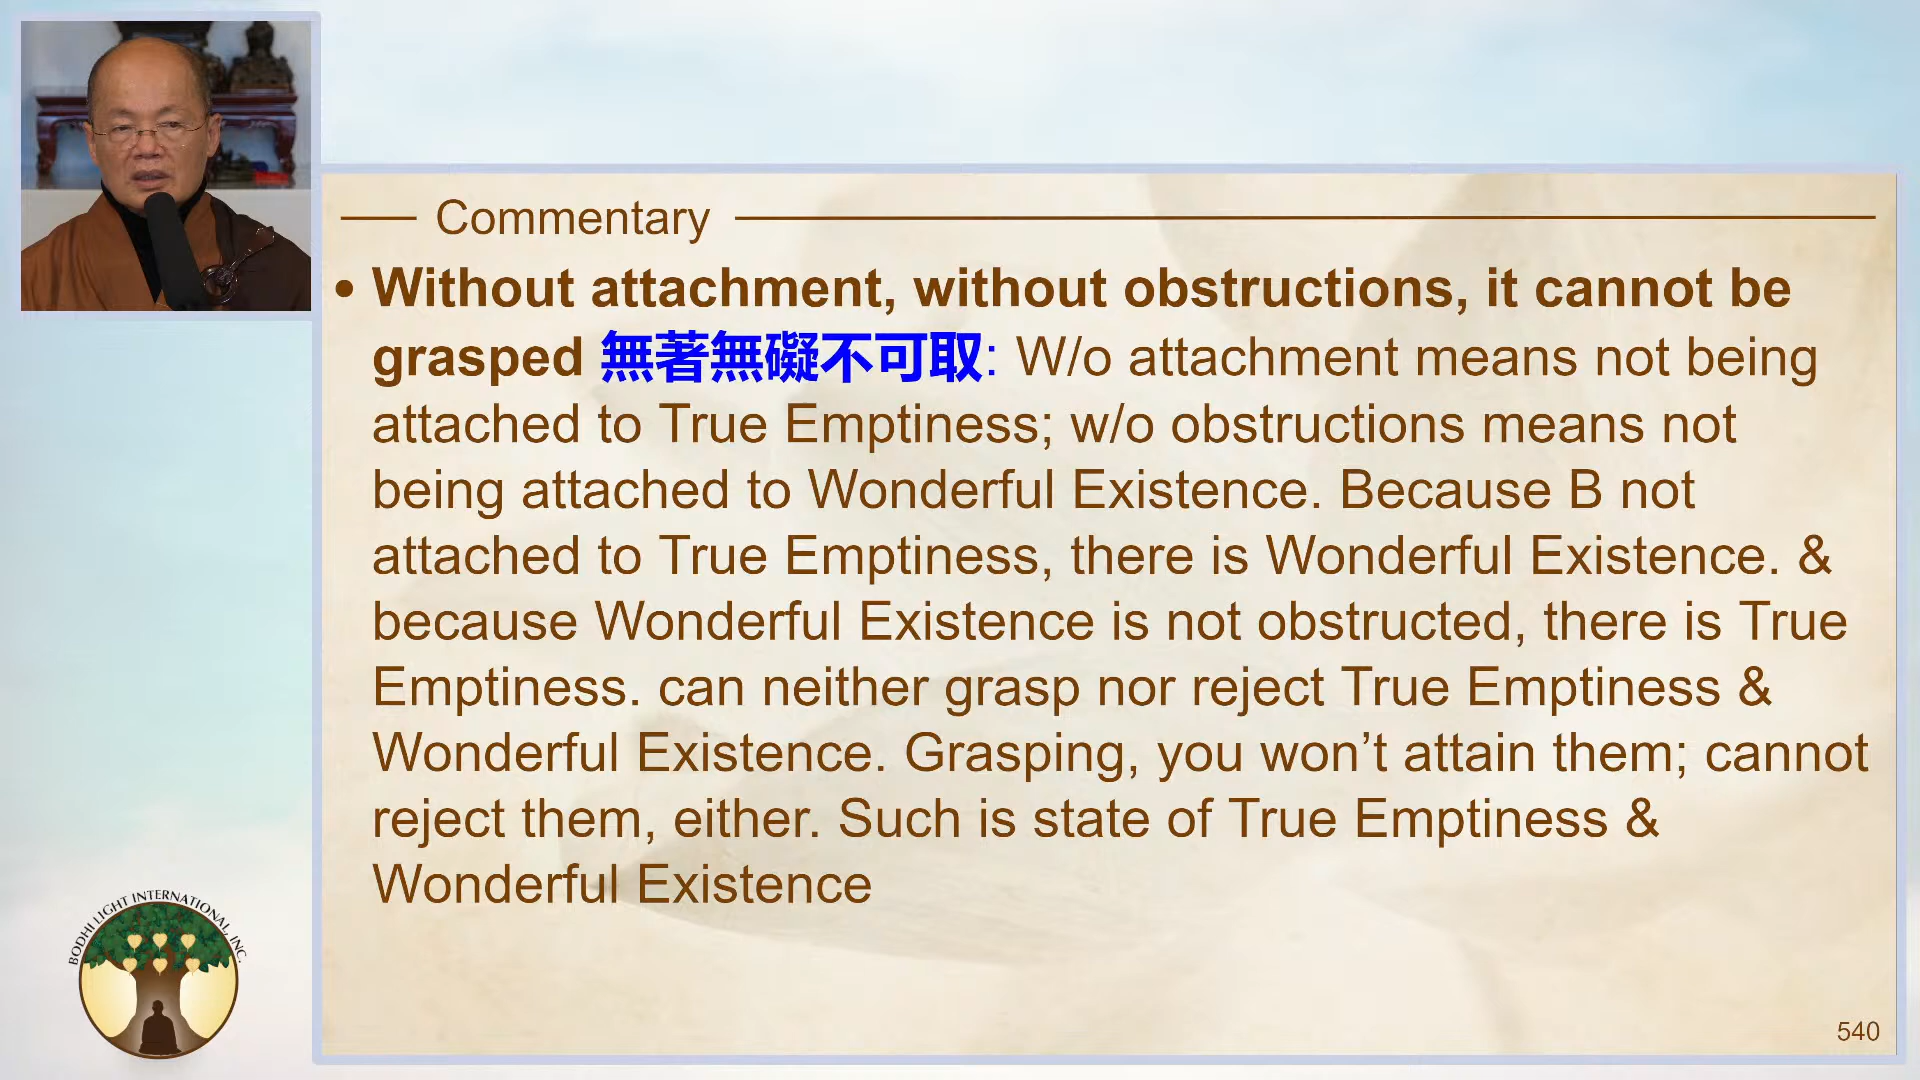 Commentary
• Without attachment, without obstructions, it cannot be
grasped 無著無礙不可取: W/o attachment means not being
attached to True Emptiness; w/o obstructions means not
being attached to Wonderful Existence. Because B not
attached to True Emptiness, there is Wonderful Existence. &
because Wonderful Existence is not obstructed, there is True
Emptiness. can neither grasp nor reject True Emptiness &
Wonderful Existence. Grasping, you won’t attain them; cannot
reject them, either. Such is state of True Emptiness &
Wonderful Existence
BODHI LIGHT INTERNATIONAL, INC.
540